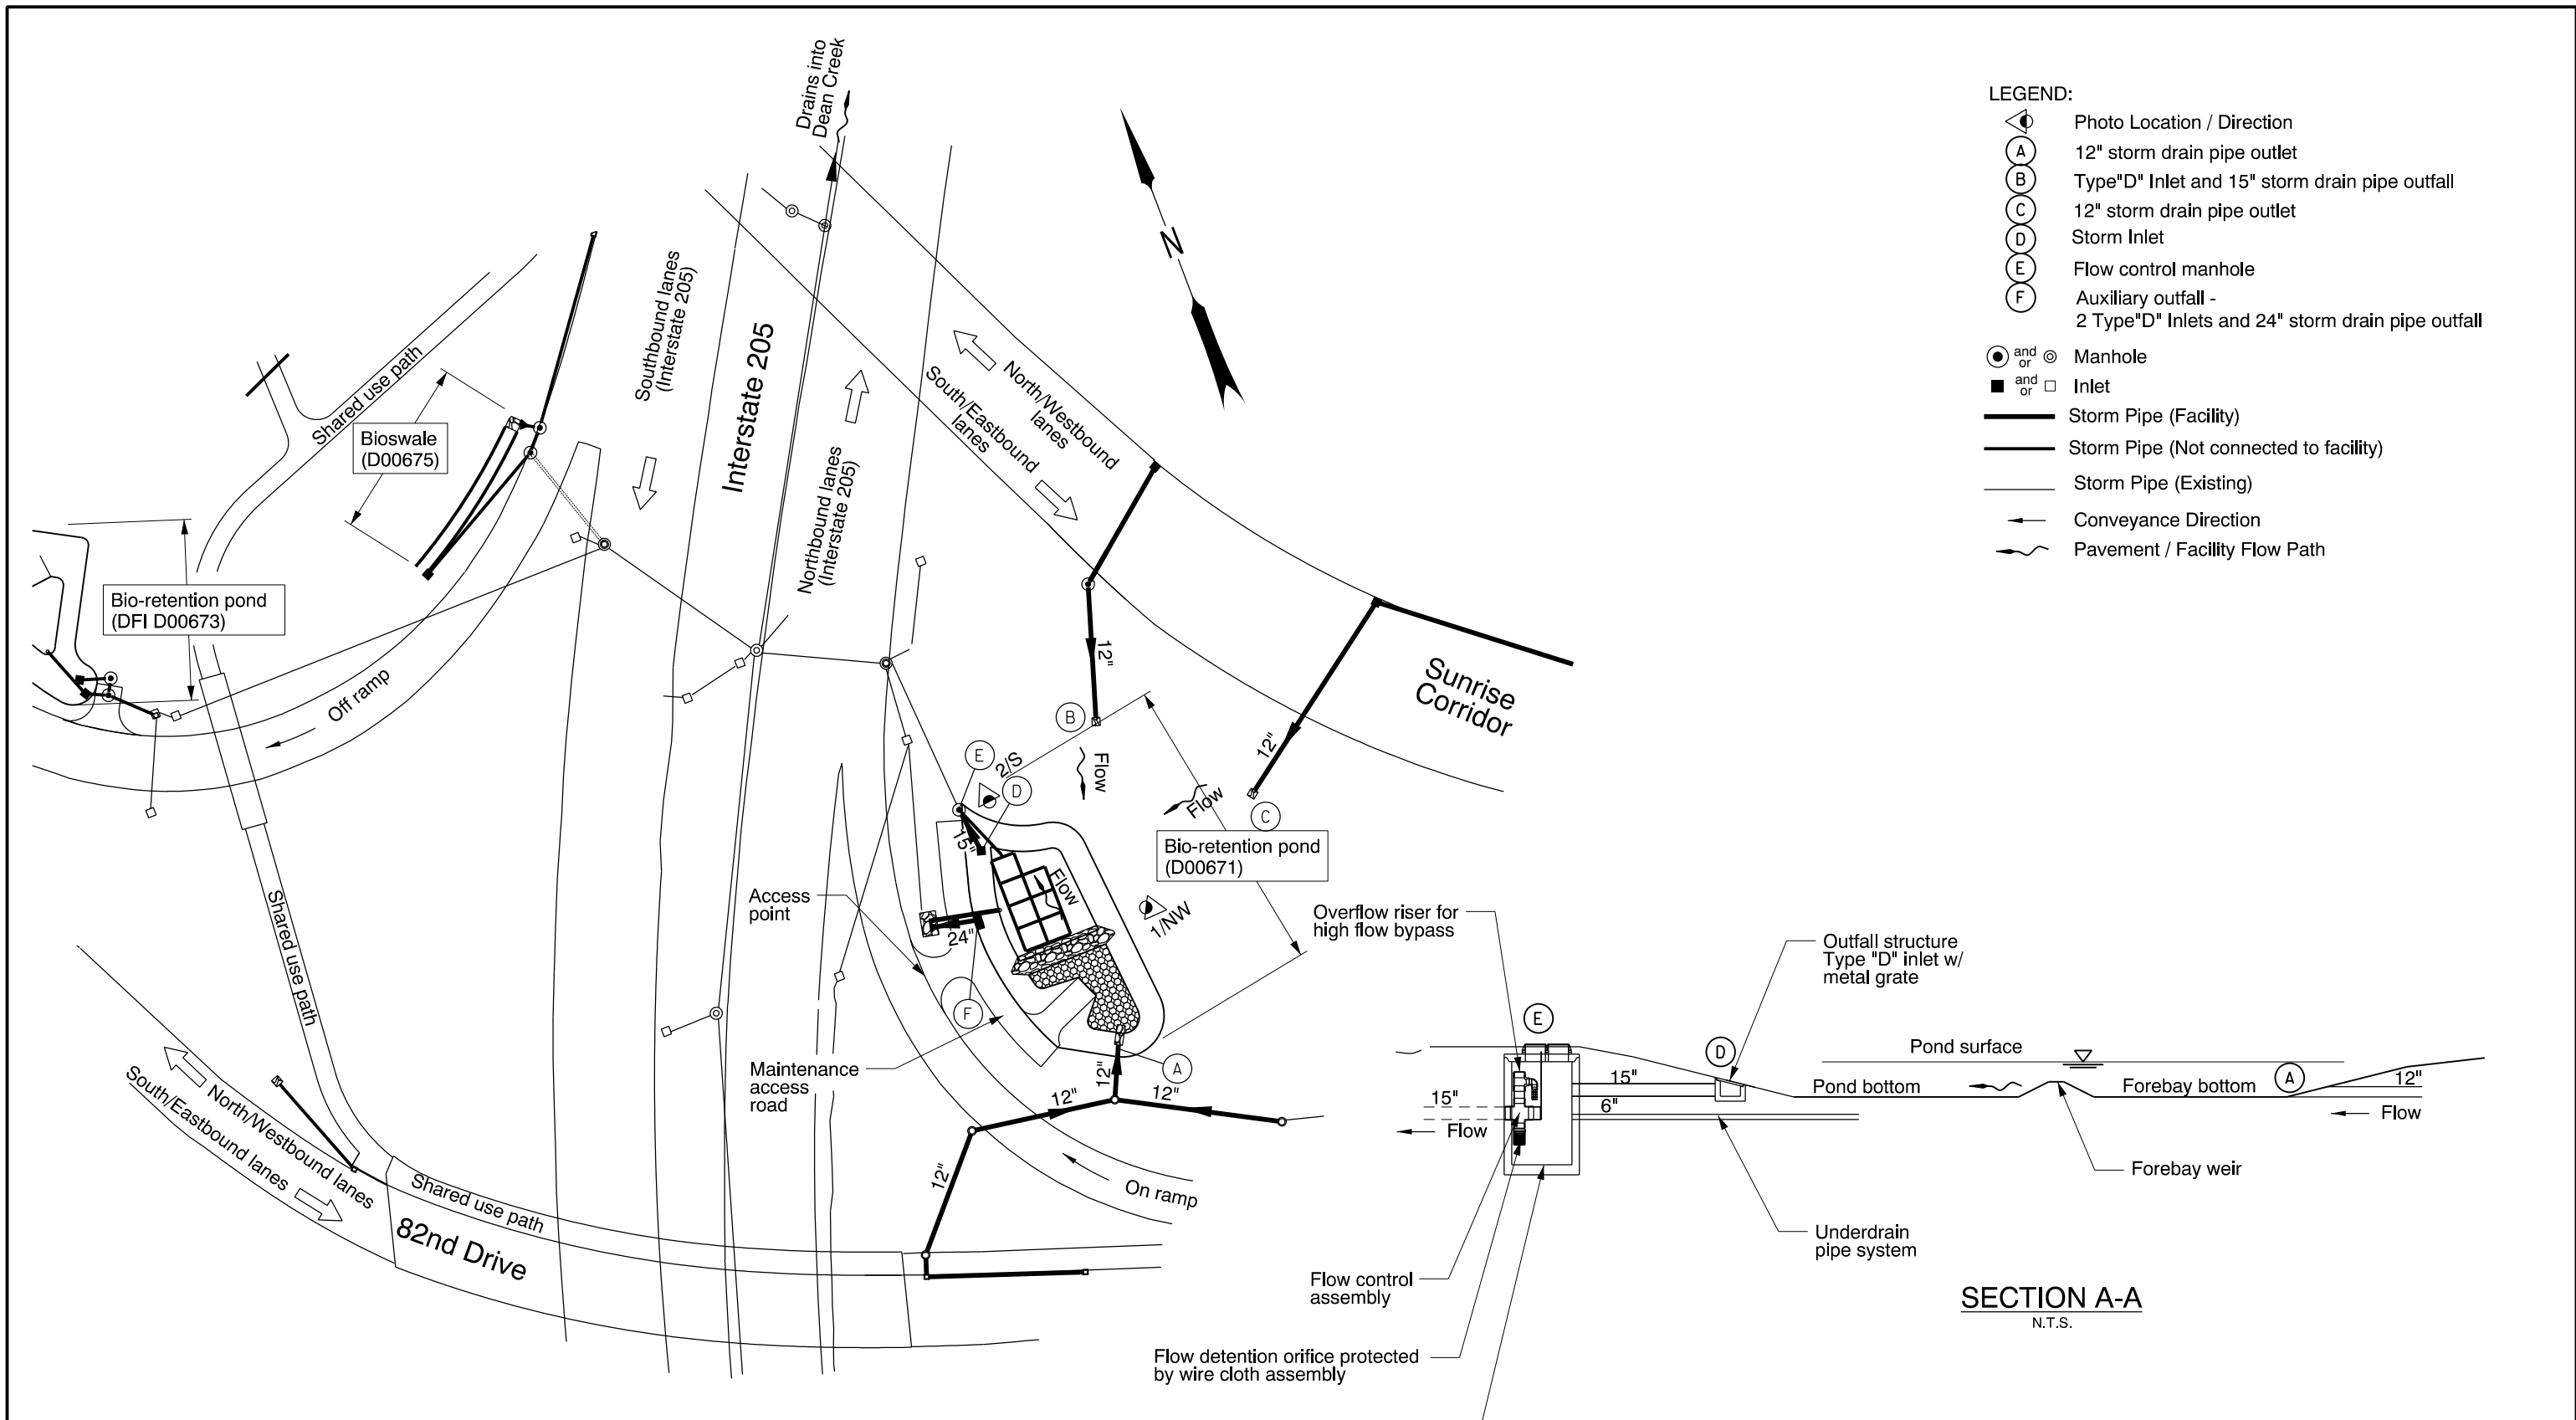 Drains into
Dean Creek
Southbound lanes
(Interstate 205)
Interstate 205
Northbound lanes
(Interstate 205)
North/Westbound
lanes
South/Eastbound
lanes
N
Shared use path
Bioswale
(D00675)
Bio-retention pond
(DFI D00673)
Off ramp
Shared use path
12"
B
Flow
12"
C
Flow
Sunrise
Corridor
E
2/S
D
15"
Flow
24"
Bio-retention pond
(D00671)
1/NW
Access
point
F
Maintenance
access
road
A
12"
12"
12"
12"
On ramp
North/Westbound lanes
South/Eastbound lanes
Shared use path
82nd Drive
LEGEND:
Photo Location / Direction
A 12" storm drain pipe outlet
B Type"D" Inlet and 15" storm drain pipe outfall
C 12" storm drain pipe outlet
D Storm Inlet
E Flow control manhole
F Auxiliary outfall -
2 Type"D" Inlets and 24" storm drain pipe outfall
and
or
Manhole
and
or
Inlet
Storm Pipe (Facility)
Storm Pipe (Not connected to facility)
Storm Pipe (Existing)
Conveyance Direction
Pavement / Facility Flow Path
Overflow riser for
high flow bypass
Outfall structure
Type "D" inlet w/
metal grate
E
D
Pond surface
15"
Pond bottom
Forebay bottom
A
12"
15"
6"
Flow
Flow
Forebay weir
Underdrain
pipe system
Flow control
assembly
Flow detention orifice protected
by wire cloth assembly
SECTION A-A
N.T.S.